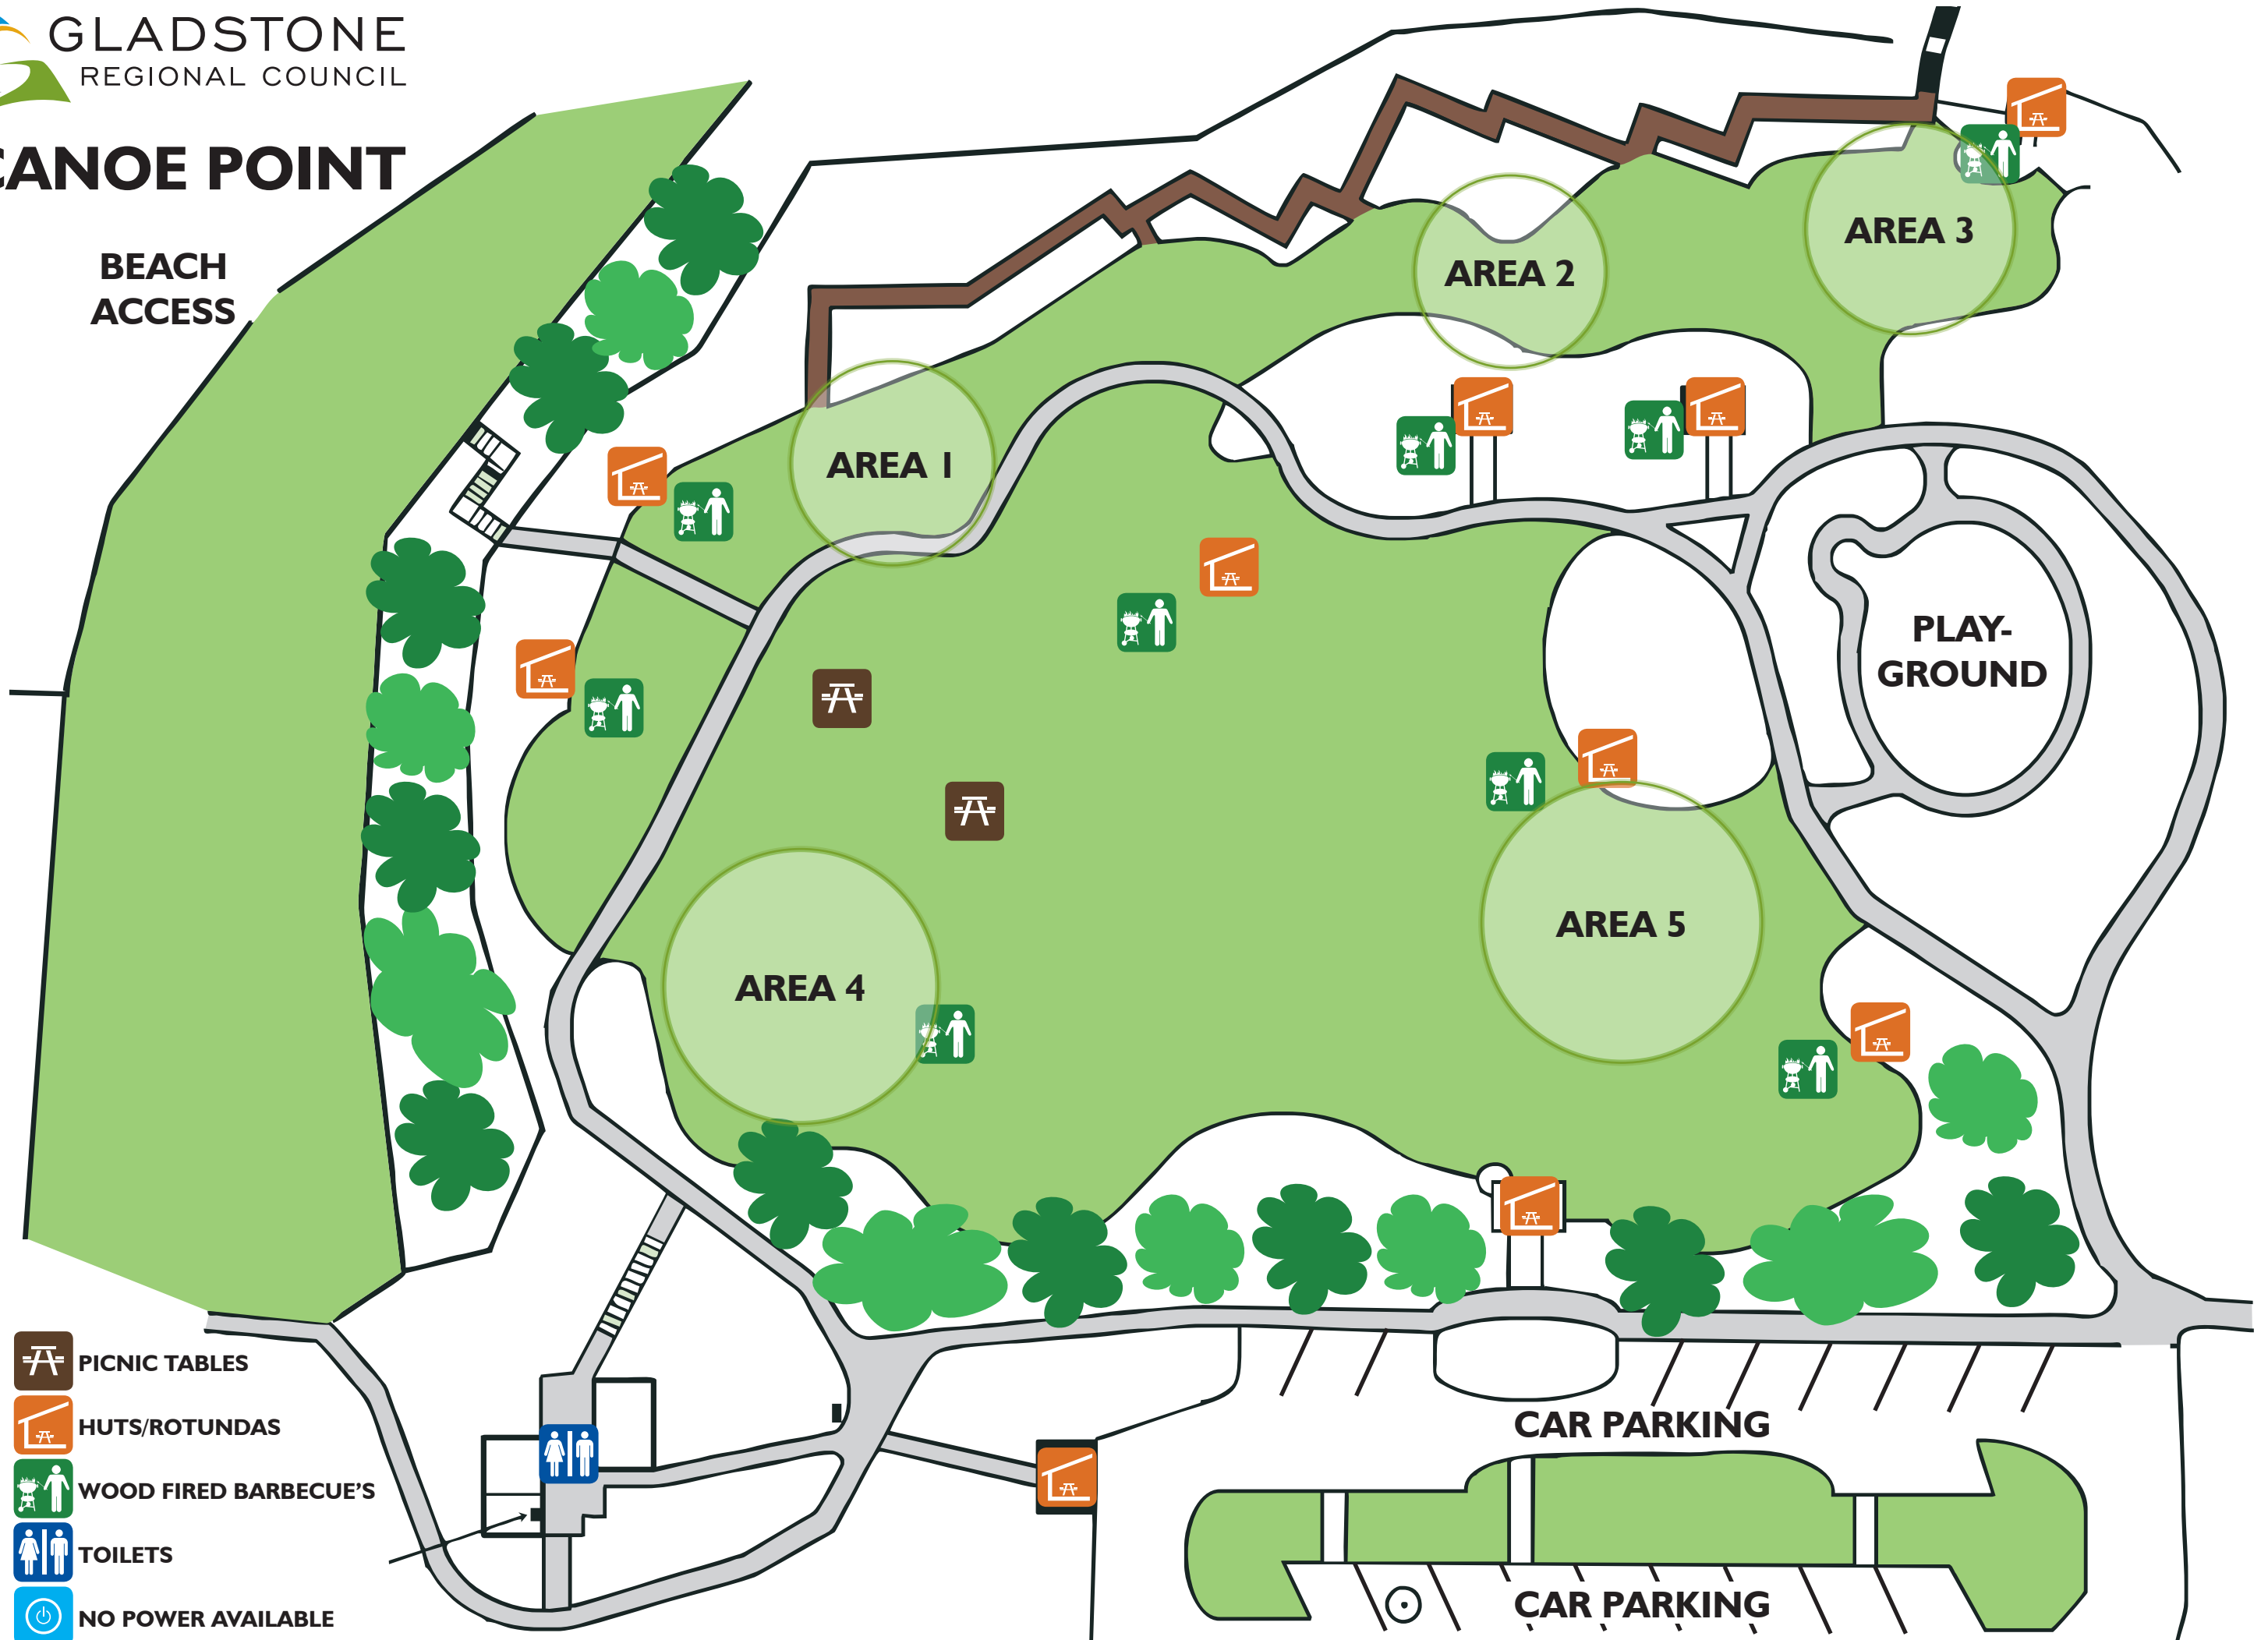 GLADSTONE
REGIONAL COUNCIL
CANOE POINT
BEACH
ACCESS
AREA 3
AREA 2
AREA 1
PLAY-
GROUND
AREA 5
AREA 4
PICNIC TABLES
HUTS/ROTUNDAS
WOOD FIRED BARBECUE'S
TOILETS
NO POWER AVAILABLE
CAR PARKING
CAR PARKING